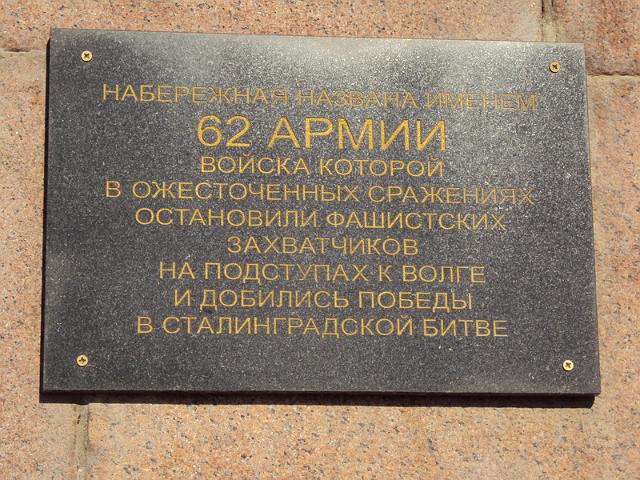 НАБЕРЕЖНАЯ НАЗВАНА ИМЕНЕМ
62 АРМИИ
ВОЙСКА КОТОРОЙ
В ОЖЕСТОЧЕННЫХ СРАЖЕНИЯХ
ОСТАНОВИЛИ ФАШИСТСКИХ
ЗАХВАТЧИКОВ
НА ПОДСТУПАХ К ВОЛГЕ
И ДОБИЛИСЬ ПОБЕДЫ
В СТАЛИНГРАДСКОЙ БИТВЕ